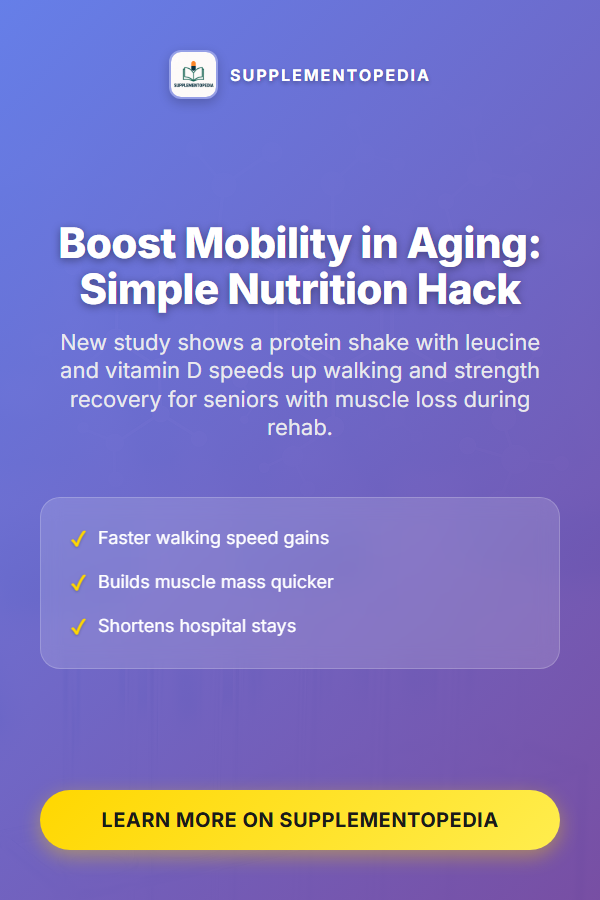 SUPPLEMENTOPEDIA
SUPPLEMENTOPEDIA
Boost Mobility in Aging:
Simple Nutrition Hack
New study shows a protein shake with leucine
and vitamin D speeds up walking and strength
recovery for seniors with muscle loss during
rehab.
✓ Faster walking speed gains
✓ Builds muscle mass quicker
✓ Shortens hospital stays
LEARN MORE ON SUPPLEMENTOPEDIA